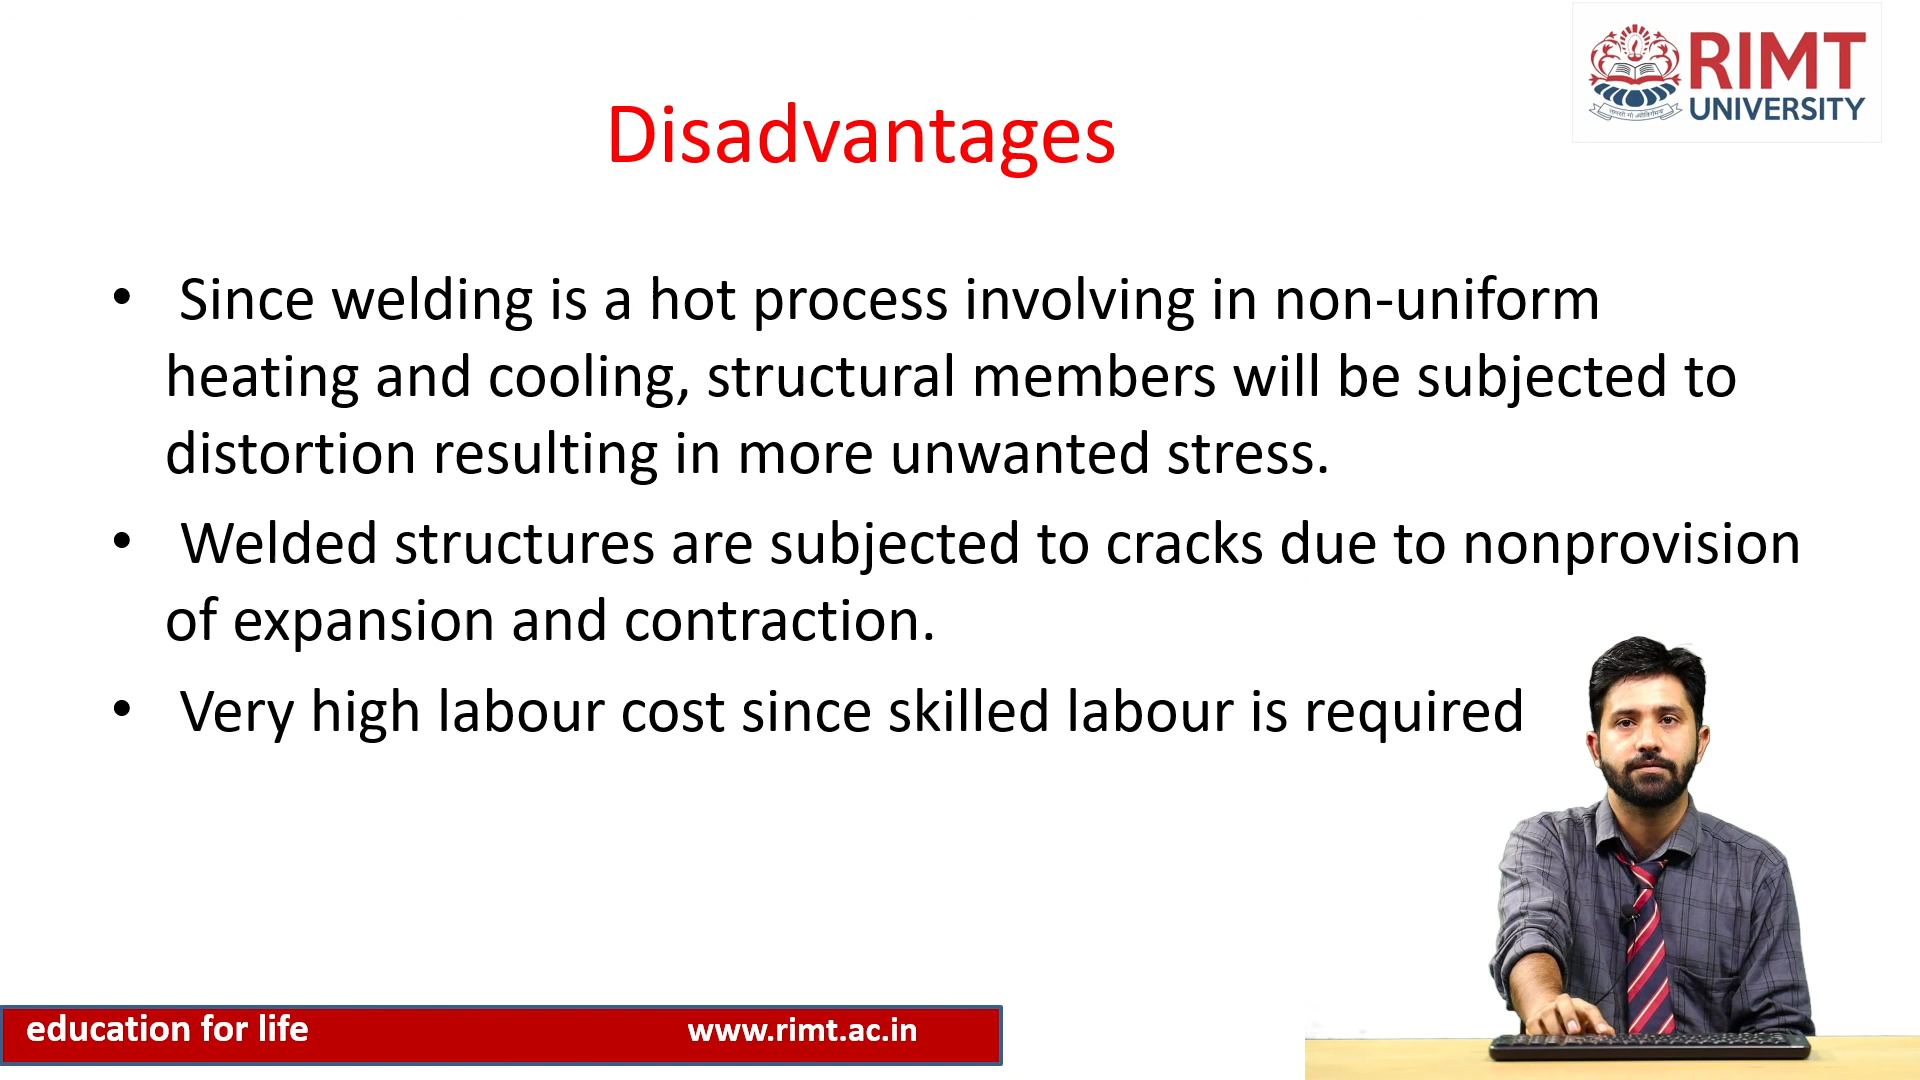 RIMT
UNIVERSITY
Disadvantages
• Since welding is a hot process involving in non-uniform
heating and cooling, structural members will be subjected to
distortion resulting in more unwanted stress.
• Welded structures are subjected to cracks due to nonprovision
of expansion and contraction.
• Very high labour cost since skilled labour is required
education for life
www.rimt.ac.in